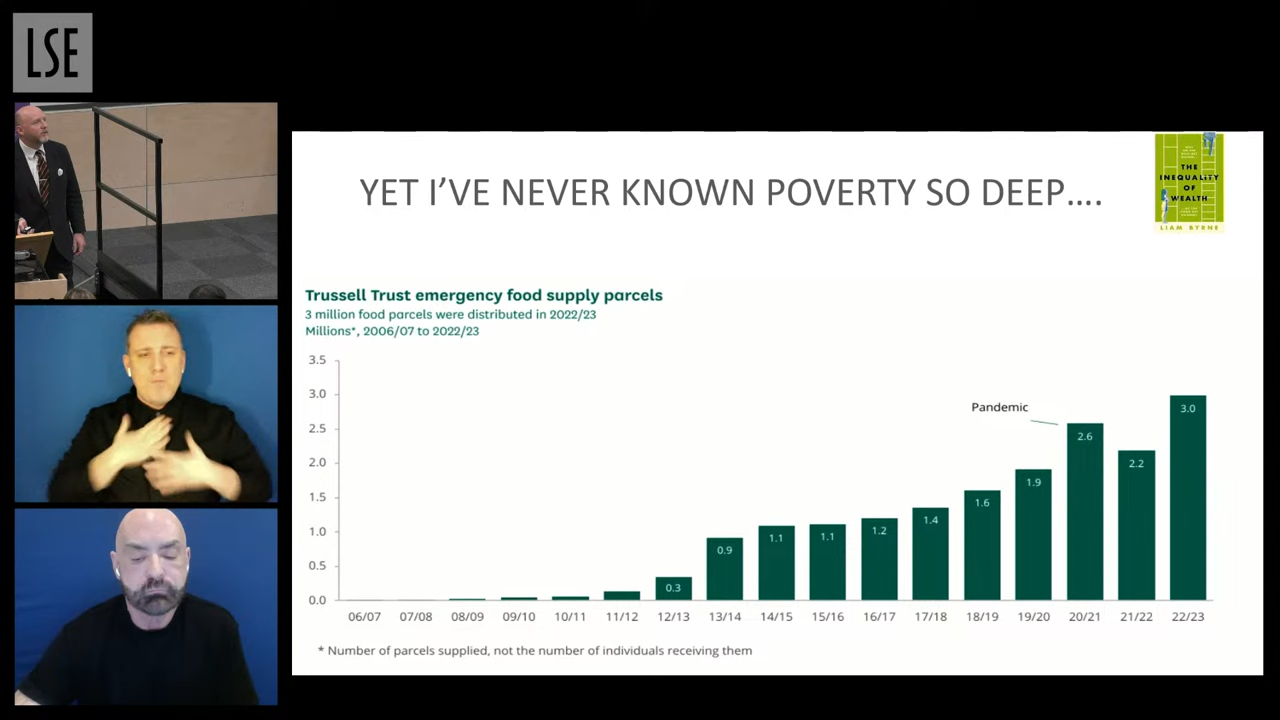 LSE
YET I’VE NEVER KNOWN POVERTY SO DEEP….
THE
INEQUALITY
OF
WEALTH
LIAM BYRNE
Trussell Trust emergency food supply parcels
3 million food parcels were distributed in 2022/23
Millions*, 2006/07 to 2022/23
3.5
3.0
2.5
2.0
1.5
1.0
0.5
0.0
Pandemic
0.3
0.9
1.1
1.1
1.2
1.4
1.6
1.9
2.6
2.2
3.0
06/07 07/08 08/09 09/10 10/11 11/12 12/13 13/14 14/15 15/16 16/17 17/18 18/19 19/20 20/21 21/22 22/23
* Number of parcels supplied, not the number of individuals receiving them